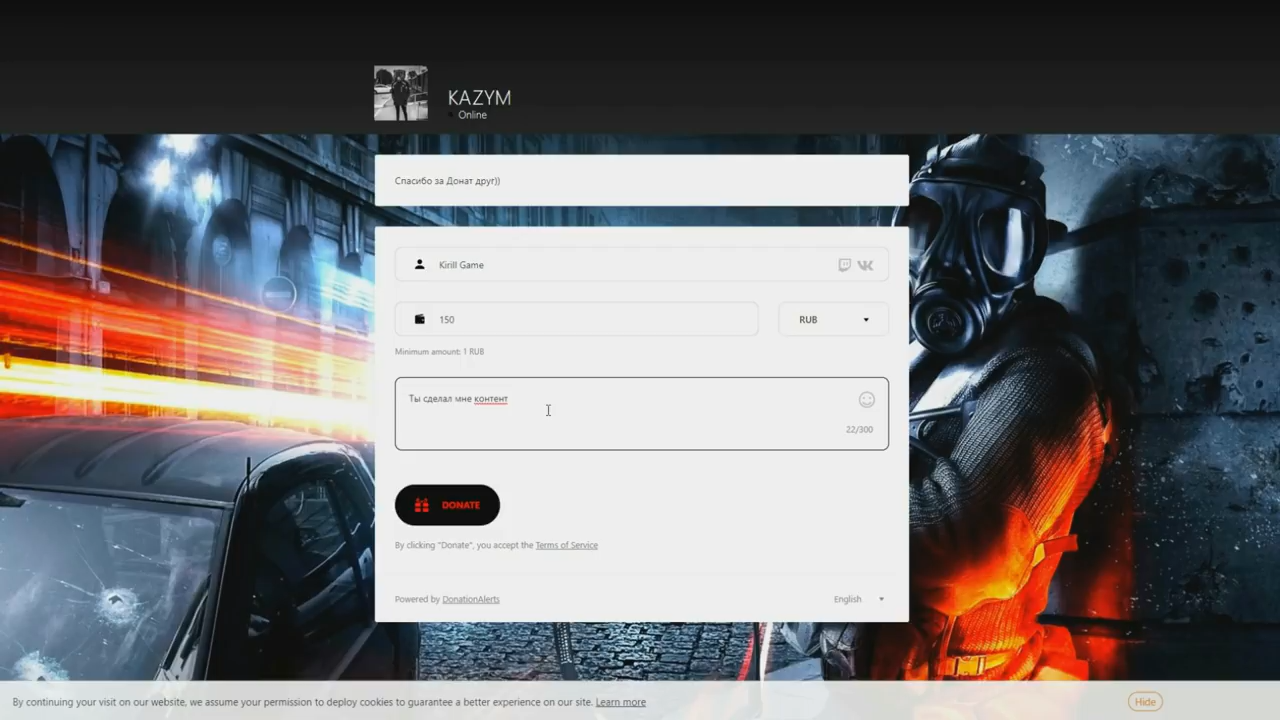 KAZYM
Online
Спасибо за Донат друг))
Kirill Game
150
RUB
Minimum amount: 1 RUB
Ты сделал мне контент
22/300
DONATE
By clicking "Donate", you accept the Terms of Service
Powered by DonationAlerts
English
By continuing your visit on our website, we assume your permission to deploy cookies to guarantee a better experience on our site. Learn more
Hide